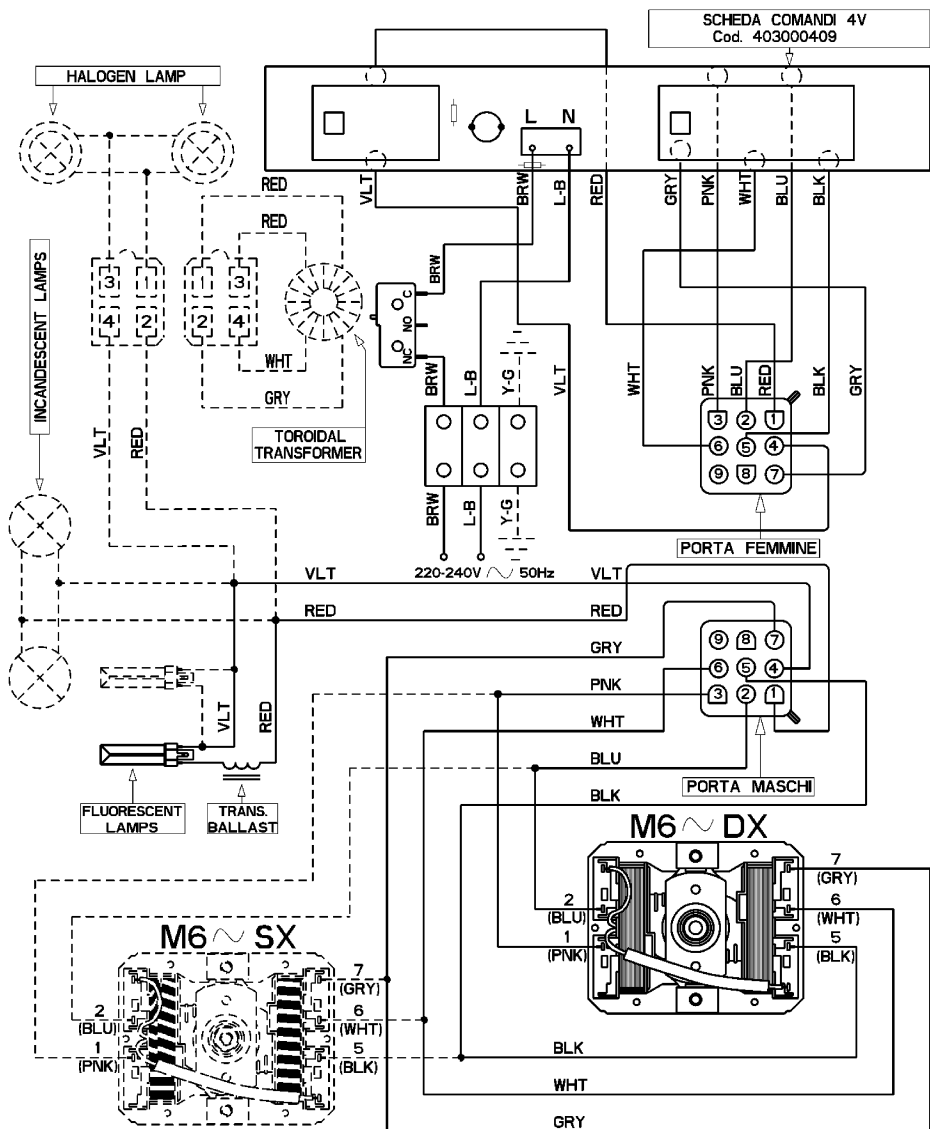 SCHEDA COMANDI 4V
Cod. 403000409
HALOGEN LAMP
L N
VLT
BRW
L-B
RED
GRY
PNK
WHT
BLU
BLK
RED
RED
INCANDESCENT LAMPS
3 1
4 2
1 3
2 4
WHT
GRY
TOROIDAL
TRANSFORMER
BRW
C
NO
NC
BRW
L-B
Y-G
VLT
WHT
PNK
BLU
RED
BLK
GRY
3 2 1
6 5 4
9 8 7
VLT
RED
BRW
L-B
Y-G
PORTA FEMMINE
220-240V ~ 50Hz
VLT
VLT
RED
RED
GRY
9 8 7
6 5 4
3 2 1
PNK
VLT
RED
WHT
BLU
PORTA MASCHI
BLK
FLUORESCENT
LAMPS
TRANS.
BALLAST
M6 ~ DX
7
(GRY)
2
(BLU)
6
(WHT)
1
(PNK)
5
(BLK)
M6 ~ SX
7
(GRY)
2
(BLU)
6
(WHT)
1
(PNK)
5
(BLK)
BLK
WHT
GRY